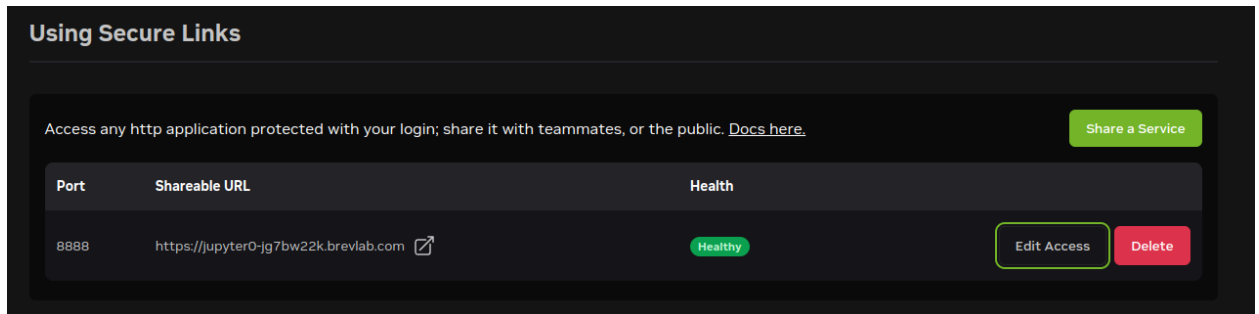 Using Secure Links
Access any http application protected with your login; share it with teammates, or the public. Docs here.
Share a Service
Port Shareable URL Health
8888 https://jupyter0-jg7bw22k.brevlab.com Healthy Edit Access Delete